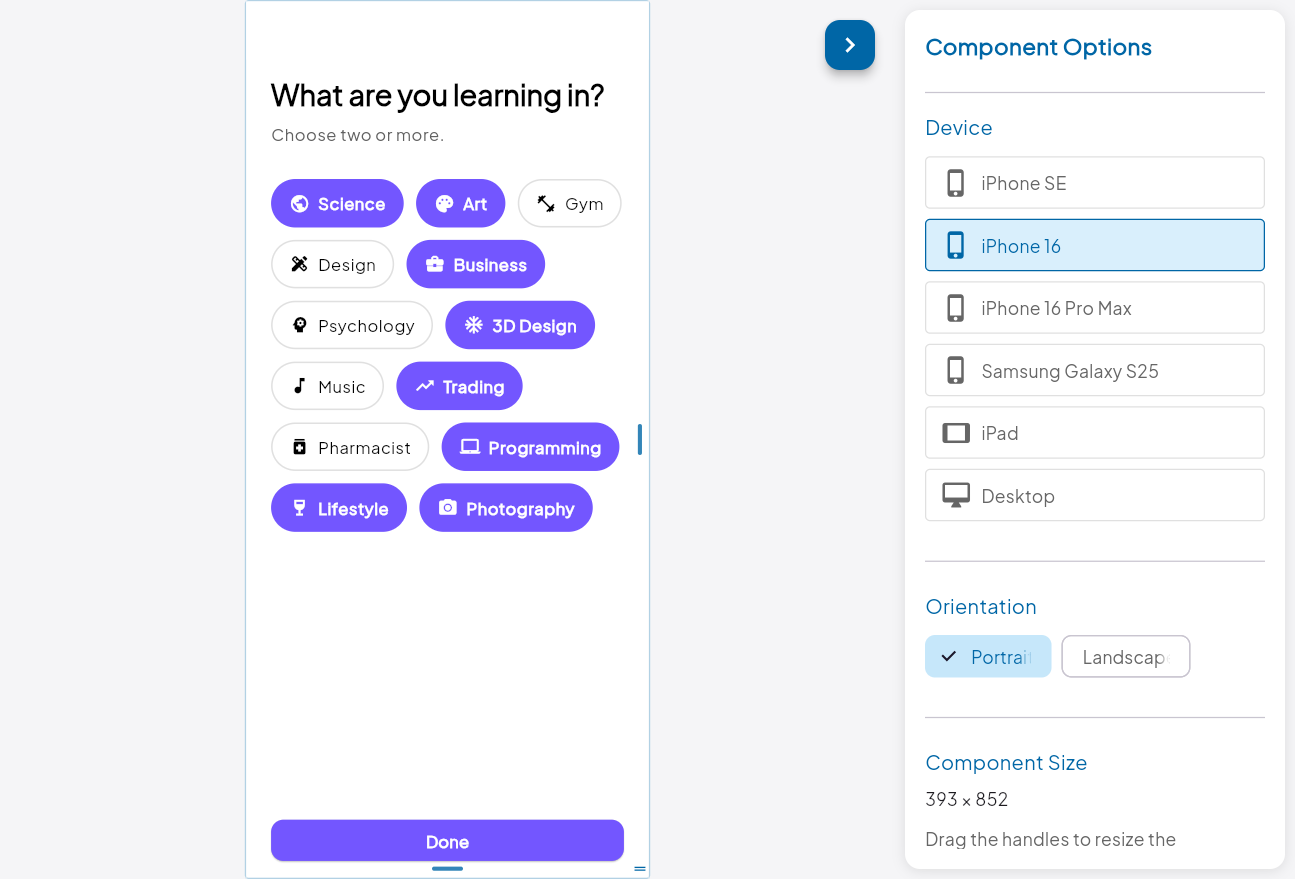 What are you learning in?
Choose two or more.
Science Art Gym
Design Business
Psychology 3D Design
Music Trading
Pharmacist Programming
Lifestyle Photography
Done
Component Options
Device
iPhone SE
iPhone 16
iPhone 16 Pro Max
Samsung Galaxy S25
iPad
Desktop
Orientation
Portrait Landscape
Component Size
393 × 852
Drag the handles to resize the